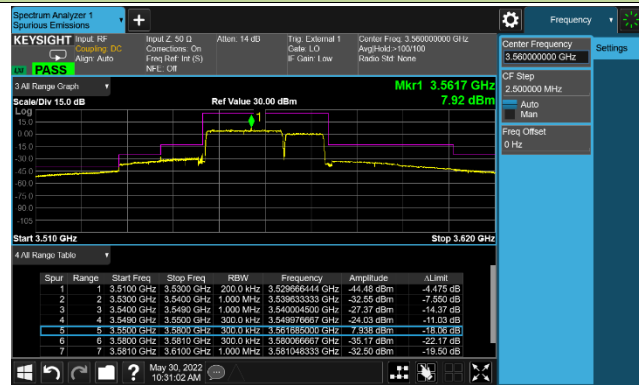 Spectrum Analyzer 1
Spurious Emissions
Frequency
KEYSIGHT Input: RF
Coupling: DC
Align: Auto
Input Z: 50 Ω
Corrections: On
Freq Ref: Int (S)
NFE: Off
Atten: 14 dB
Trig: External 1
Gate: LO
IF Gain: Low
Center Freq: 3.560000000 GHz
Avg|Hold:>100/100
Radio Std: None
PASS
Center Frequency
3.560000000 GHz
Settings
CF Step
2.500000 MHz
Auto
Man
Freq Offset
0 Hz
3 All Range Graph
Mkr1 3.5617 GHz
7.92 dBm
Scale/Div 15.0 dB
Ref Value 30.00 dBm
Log
15.0
0.00
-15.0
-30.0
-45.0
-60.0
-75.0
-90.0
-105
1
Start 3.510 GHz
Stop 3.620 GHz
4 All Range Table
Spur Range Start Freq Stop Freq RBW Frequency Amplitude ΔLimit
1 1 3.5100 GHz 3.5300 GHz 200.0 kHz 3.529666444 GHz -44.48 dBm -4.475 dB
2 2 3.5300 GHz 3.5400 GHz 1.000 MHz 3.539633333 GHz -32.55 dBm -7.550 dB
3 3 3.5400 GHz 3.5490 GHz 1.000 MHz 3.540004500 GHz -27.37 dBm -14.37 dB
4 4 3.5490 GHz 3.5500 GHz 300.0 kHz 3.549976667 GHz -24.03 dBm -11.03 dB
5 5 3.5500 GHz 3.5800 GHz 300.0 kHz 3.561685000 GHz 7.938 dBm -18.06 dB
6 6 3.5800 GHz 3.5810 GHz 300.0 kHz 3.580066667 GHz -35.17 dBm -22.17 dB
7 7 3.5810 GHz 3.6100 GHz 1.000 MHz 3.581048333 GHz -32.50 dBm -19.50 dB
May 30, 2022
10:31:02 AM